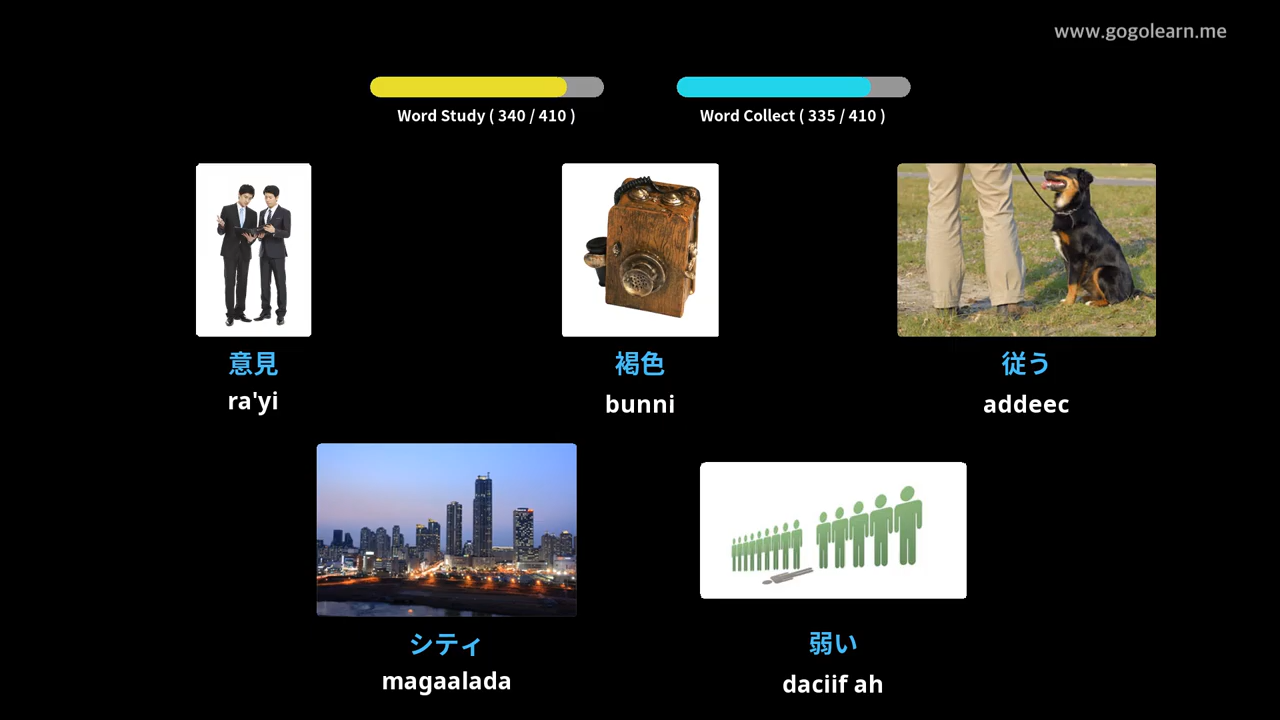 www.gogolearn.me
Word Study ( 340 / 410 )
Word Collect ( 335 / 410 )
意見
ra'yi
褐色
bunni
従う
addeec
シティ
magaalada
弱い
daciif ah